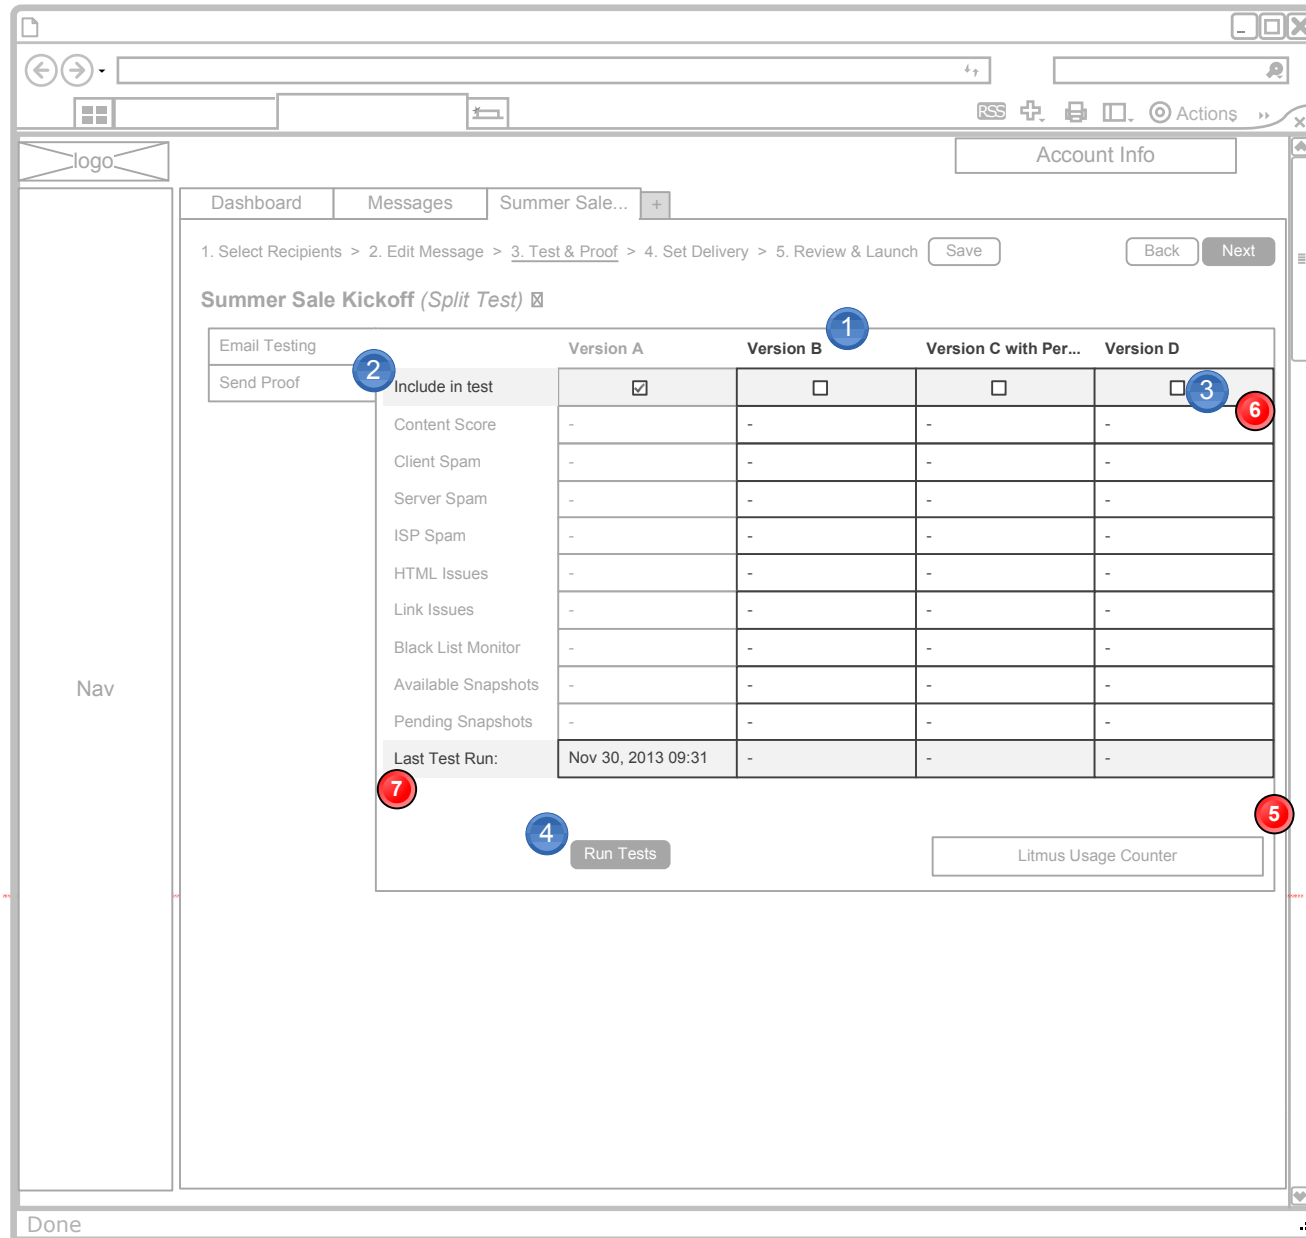 RSS Actions
logo
Account Info
Dashboard Messages Summer Sale... +
1. Select Recipients > 2. Edit Message > 3. Test & Proof > 4. Set Delivery > 5. Review & Launch Save Back Next
Summer Sale Kickoff (Split Test)
1
Email Testing Version A Version B Version C with Per... Version D
2
Send Proof Include in test 3
6
Content Score - - - -
Client Spam - - - -
Server Spam - - - -
ISP Spam - - - -
HTML Issues - - - -
Link Issues - - - -
Black List Monitor - - - -
Nav
Available Snapshots - - - -
Pending Snapshots - - - -
Last Test Run: Nov 30, 2013 09:31 - - -
7
5
4
Run Tests Litmus Usage Counter
Done